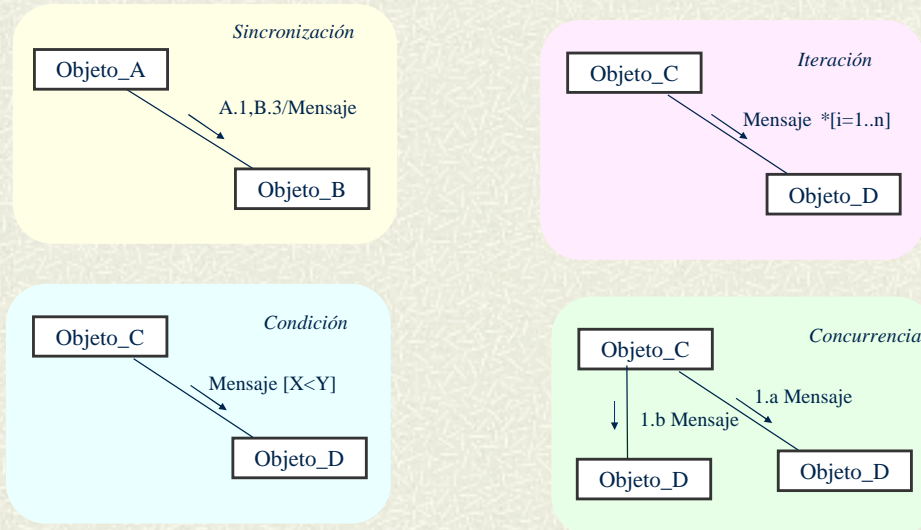 Sincronización
Objeto_A
A.1,B.3/Mensaje
Objeto_B
Iteración
Objeto_C
Mensaje *[i=1..n]
Objeto_D
Condición
Objeto_C
Mensaje [X<Y]
Objeto_D
Concurrencia
Objeto_C
1.a Mensaje
1.b Mensaje
Objeto_D
Objeto_D